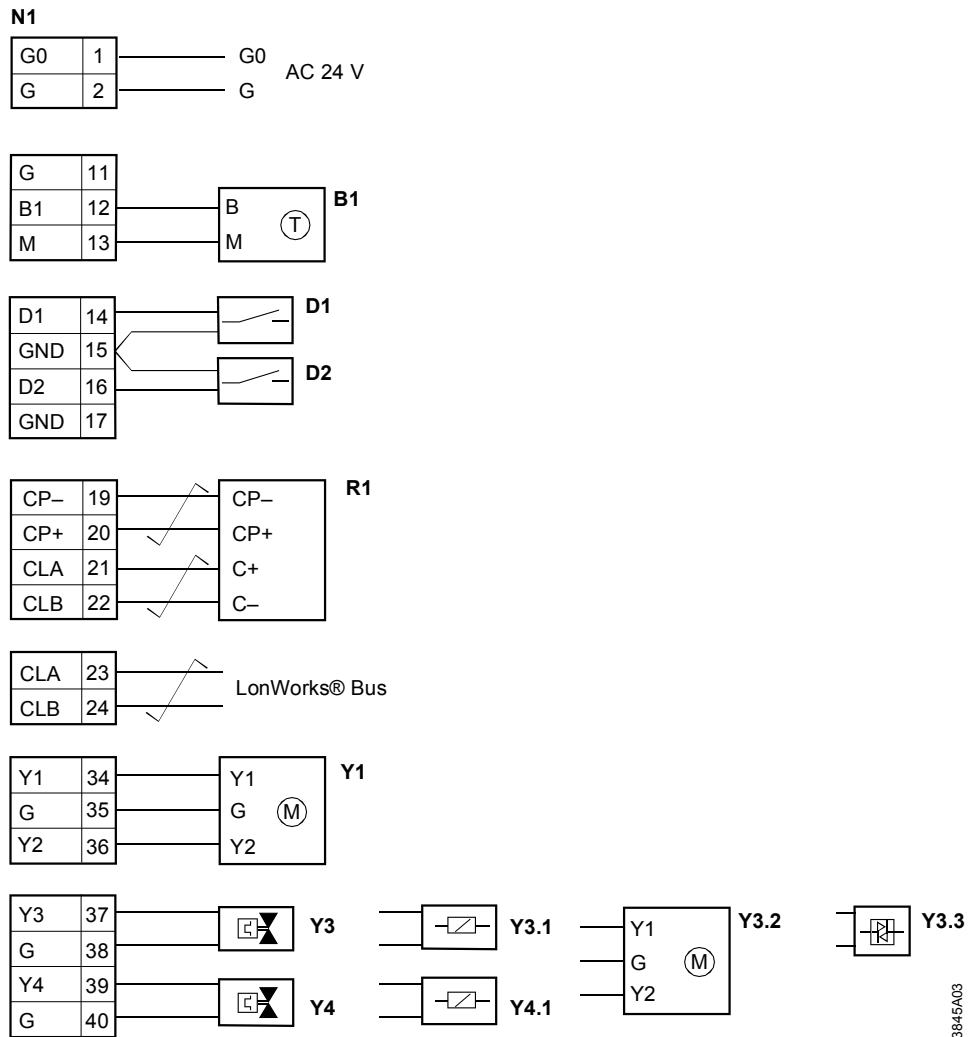 N1
G0 1 G0
AC 24 V
G 2 G
G 11
B1 12 B B1
T
M 13 M
D1 14 D1
GND 15
D2 16 D2
GND 17
CP– 19 CP– R1
CP+ 20 CP+
CLA 21 C+
CLB 22 C–
CLA 23
LonWorks® Bus
CLB 24
Y1 34 Y1 Y1
G 35 G M
Y2 36 Y2
Y3 37 Y3 Y3.1 Y1 Y3.2 Y3.3
G 38 G M
Y4 39 Y2
Y4 Y4.1
G 40
3845A03